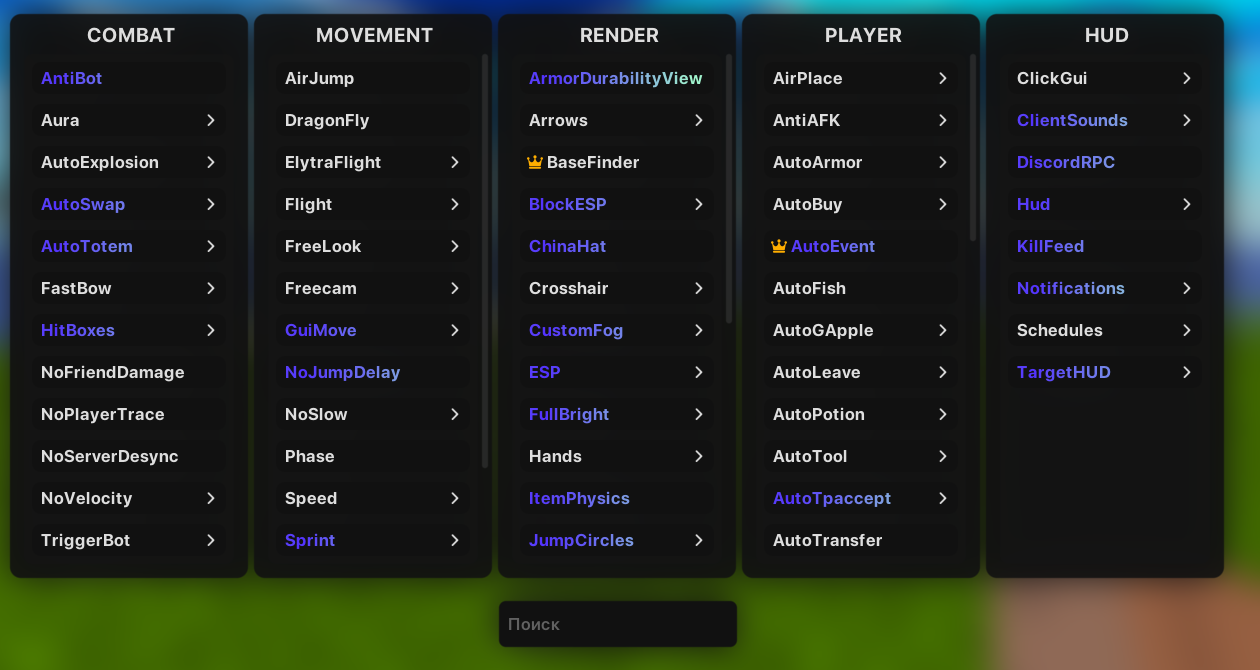 COMBAT
AntiBot
Aura
AutoExplosion
AutoSwap
AutoTotem
FastBow
HitBoxes
NoFriendDamage
NoPlayerTrace
NoServerDesync
NoVelocity
TriggerBot
MOVEMENT
AirJump
DragonFly
ElytraFlight
Flight
FreeLook
Freecam
GuiMove
NoJumpDelay
NoSlow
Phase
Speed
Sprint
RENDER
ArmorDurabilityView
Arrows
BaseFinder
BlockESP
ChinaHat
Crosshair
CustomFog
ESP
FullBright
Hands
ItemPhysics
JumpCircles
PLAYER
AirPlace
AntiAFK
AutoArmor
AutoBuy
AutoEvent
AutoFish
AutoGApple
AutoLeave
AutoPotion
AutoTool
AutoTpaccept
AutoTransfer
HUD
ClickGui
ClientSounds
DiscordRPC
Hud
KillFeed
Notifications
Schedules
TargetHUD
Поиск